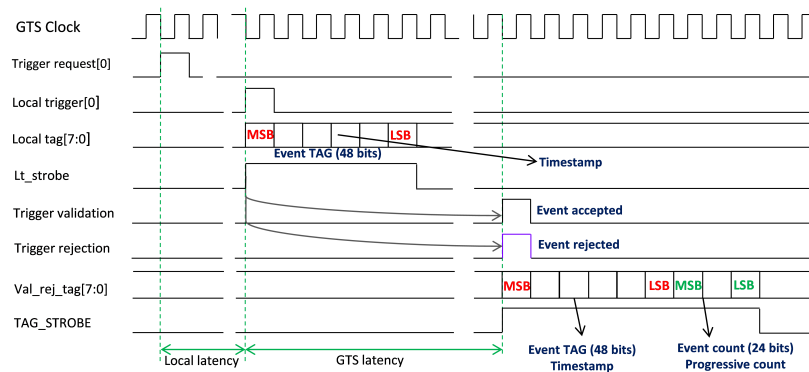 GTS Clock
Trigger request[0]
Local trigger[0]
Local tag[7:0]
MSB
LSB
Event TAG (48 bits)
Timestamp
Lt_strobe
Trigger validation
Event accepted
Trigger rejection
Event rejected
Val_rej_tag[7:0]
MSB
LSB
MSB
LSB
TAG_STROBE
Event TAG (48 bits)
Timestamp
Event count (24 bits)
Progressive count
Local latency
GTS latency